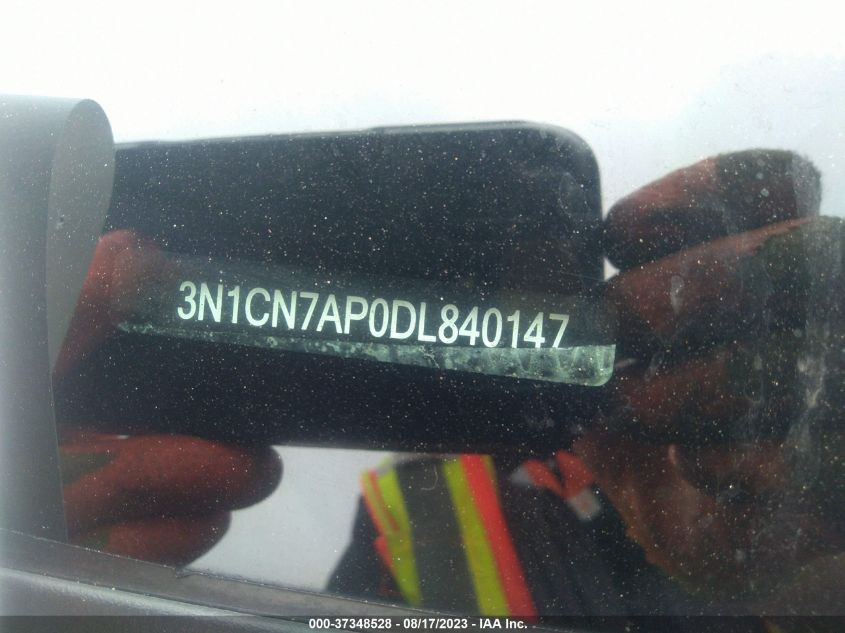 3N1CN7AP0DL840147
000-37348528 - 08/17/2023 - IAA Inc.